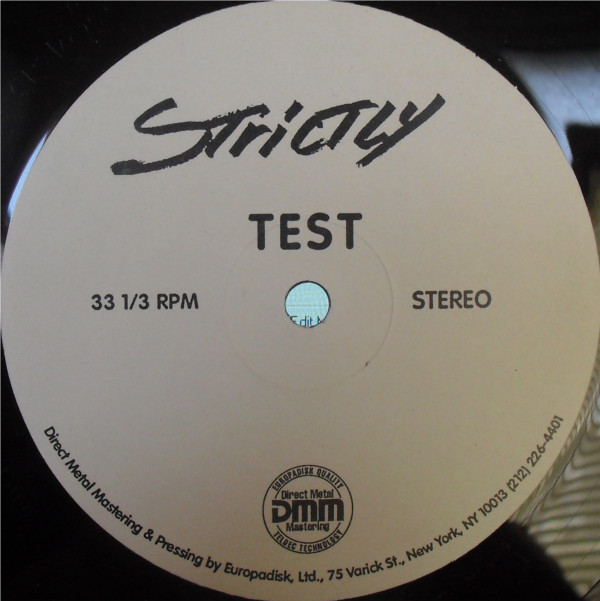 Strictly
TEST
33 1/3 RPM
STEREO
Edit
EUROPADISK QUALITY
Direct Metal
DMM
Mastering
TELDEC TECHNOLOGY
Direct Metal Mastering & Pressing by Europadisk, Ltd., 75 Varick St., New York, NY 10013 (212) 226-4401